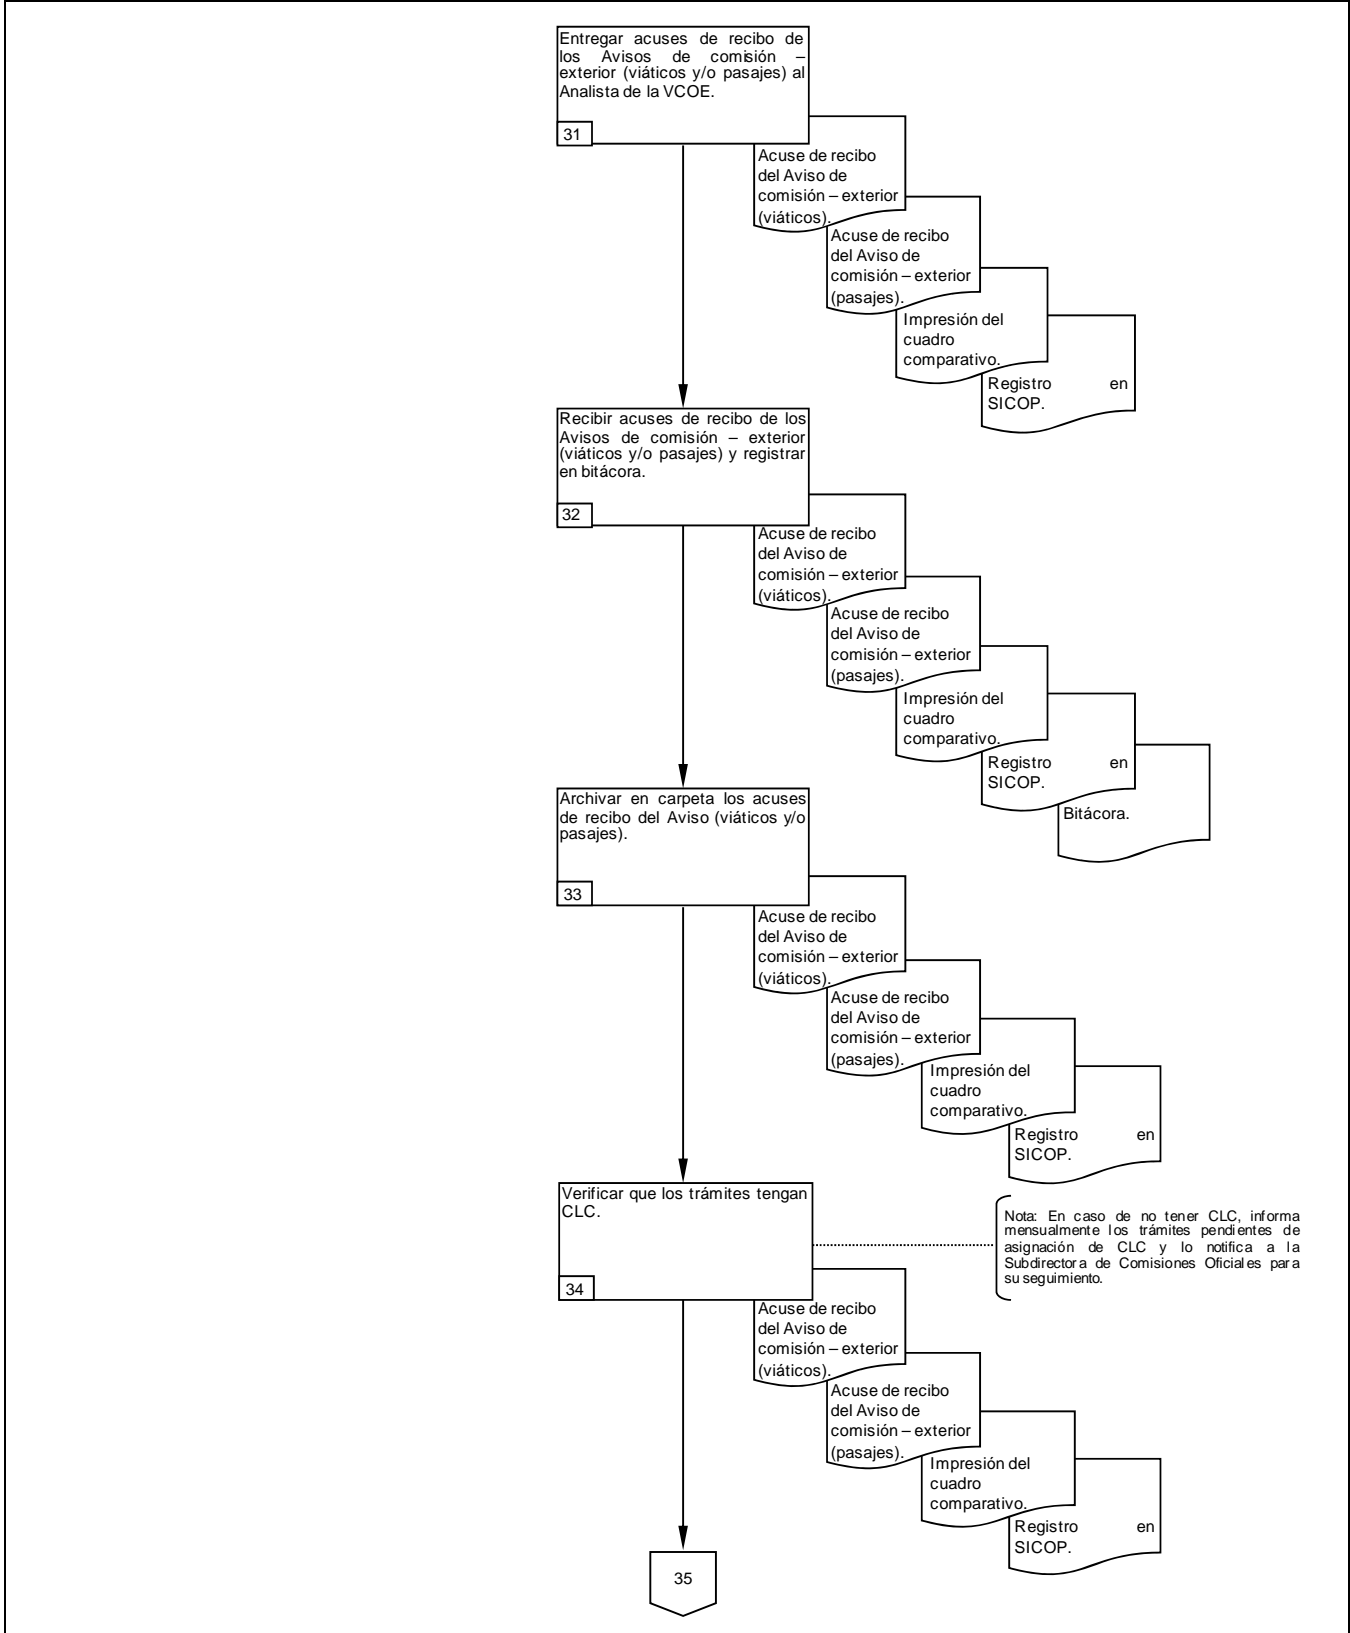 Entregar acuses de recibo de
los Avisos de comisión –
exterior (viáticos y/o pasajes) al
Analista de la VCOE.
31
Acuse de recibo
del Aviso de
comisión – exterior
(viáticos).
Acuse de recibo
del Aviso de
comisión – exterior
(pasajes).
Impresión del
cuadro
comparativo.
Registro en
SICOP.
Recibir acuses de recibo de los
Avisos de comisión – exterior
(viáticos y/o pasajes) y registrar
en bitácora.
32
Acuse de recibo
del Aviso de
comisión – exterior
(viáticos).
Acuse de recibo
del Aviso de
comisión – exterior
(pasajes).
Impresión del
cuadro
comparativo.
Registro en
SICOP.
Bitácora.
Archivar en carpeta los acuses
de recibo del Aviso (viáticos y/o
pasajes).
33
Acuse de recibo
del Aviso de
comisión – exterior
(viáticos).
Acuse de recibo
del Aviso de
comisión – exterior
(pasajes).
Impresión del
cuadro
comparativo.
Registro en
SICOP.
Verificar que los trámites tengan
CLC.
34
Nota: En caso de no tener CLC, informa
mensualmente los trámites pendientes de
asignación de CLC y lo notifica a la
Subdirectora de Comisiones Oficiales para
su seguimiento.
Acuse de recibo
del Aviso de
comisión – exterior
(viáticos).
Acuse de recibo
del Aviso de
comisión – exterior
(pasajes).
Impresión del
cuadro
comparativo.
Registro en
SICOP.
35